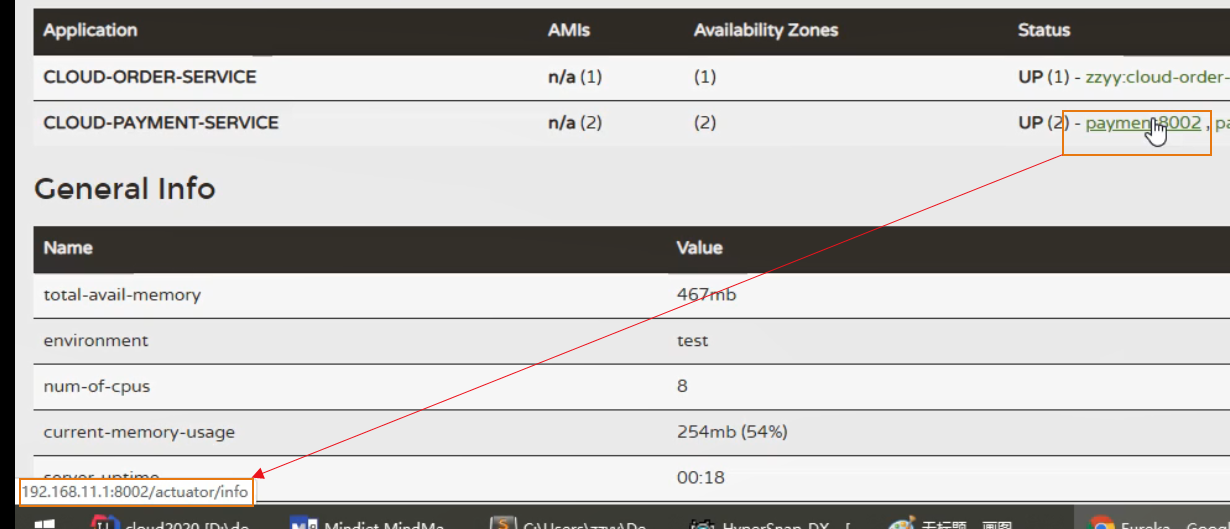 Application AMIs Availability Zones Status
CLOUD-ORDER-SERVICE n/a (1) (1) UP (1) - zzyy:cloud-order-
CLOUD-PAYMENT-SERVICE n/a (2) (2) UP (2) - payment8002 , pa
General Info
Name Value
total-avail-memory 467mb
environment test
num-of-cpus 8
current-memory-usage 254mb (54%)
server-uptime 00:18
192.168.11.1:8002/actuator/info
cloud2020 [D:\de Mindjet MindMa C:\Users\zzyy\De HyperSnap-DX - [ 无标题 - 画图 Eureka - Goog